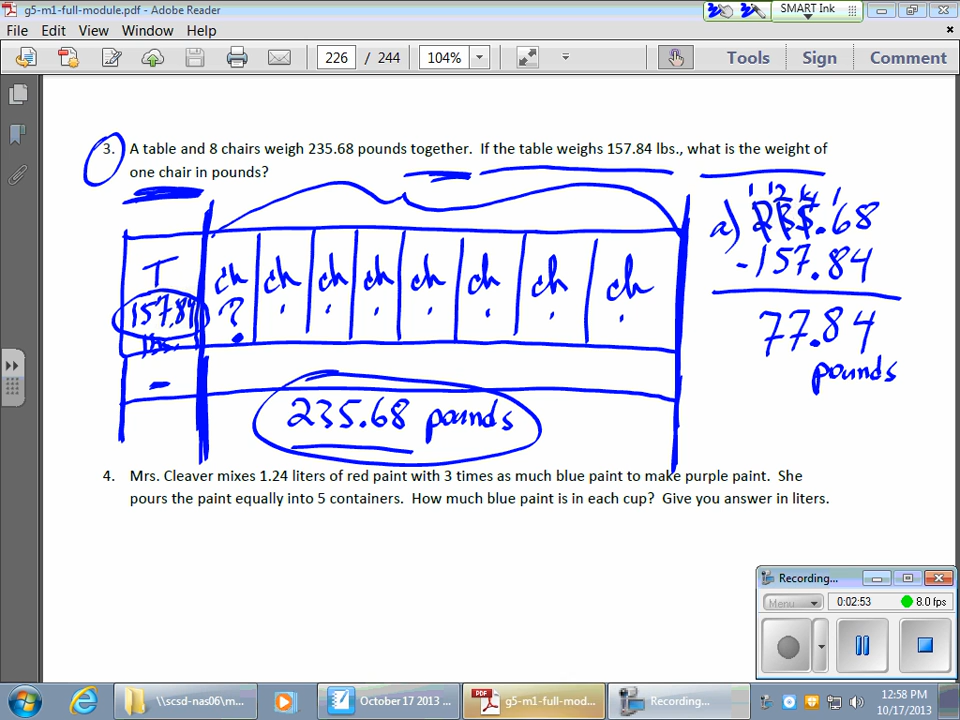 g5-m1-full-module.pdf - Adobe Reader
SMART Ink
File Edit View Window Help
226 / 244 104% Tools Sign Comment
3. A table and 8 chairs weigh 235.68 pounds together. If the table weighs 157.84 lbs., what is the weight of
one chair in pounds?
a) 235.68
-157.84
77.84
pounds
T ch ch ch ch ch ch ch ch
157.84 ? . . . . . . .
lbs.
-
235.68 pounds
4. Mrs. Cleaver mixes 1.24 liters of red paint with 3 times as much blue paint to make purple paint. She
pours the paint equally into 5 containers. How much blue paint is in each cup? Give you answer in liters.
Recording...
Menu 0:02:53 8.0 fps
\\scsd-nas06\m... October 17 2013 ... g5-m1-full-mod... Recording...
12:58 PM
10/17/2013